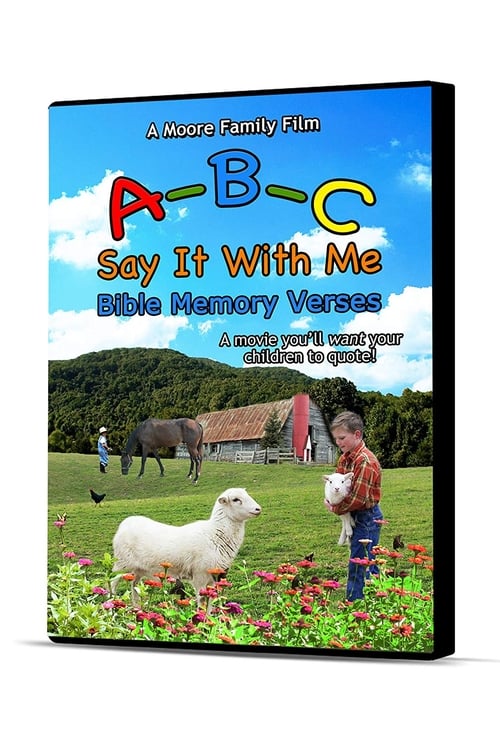 A Moore Family Film
A-B-C
Say It With Me
Bible Memory Verses
A movie you'll want your
children to quote!